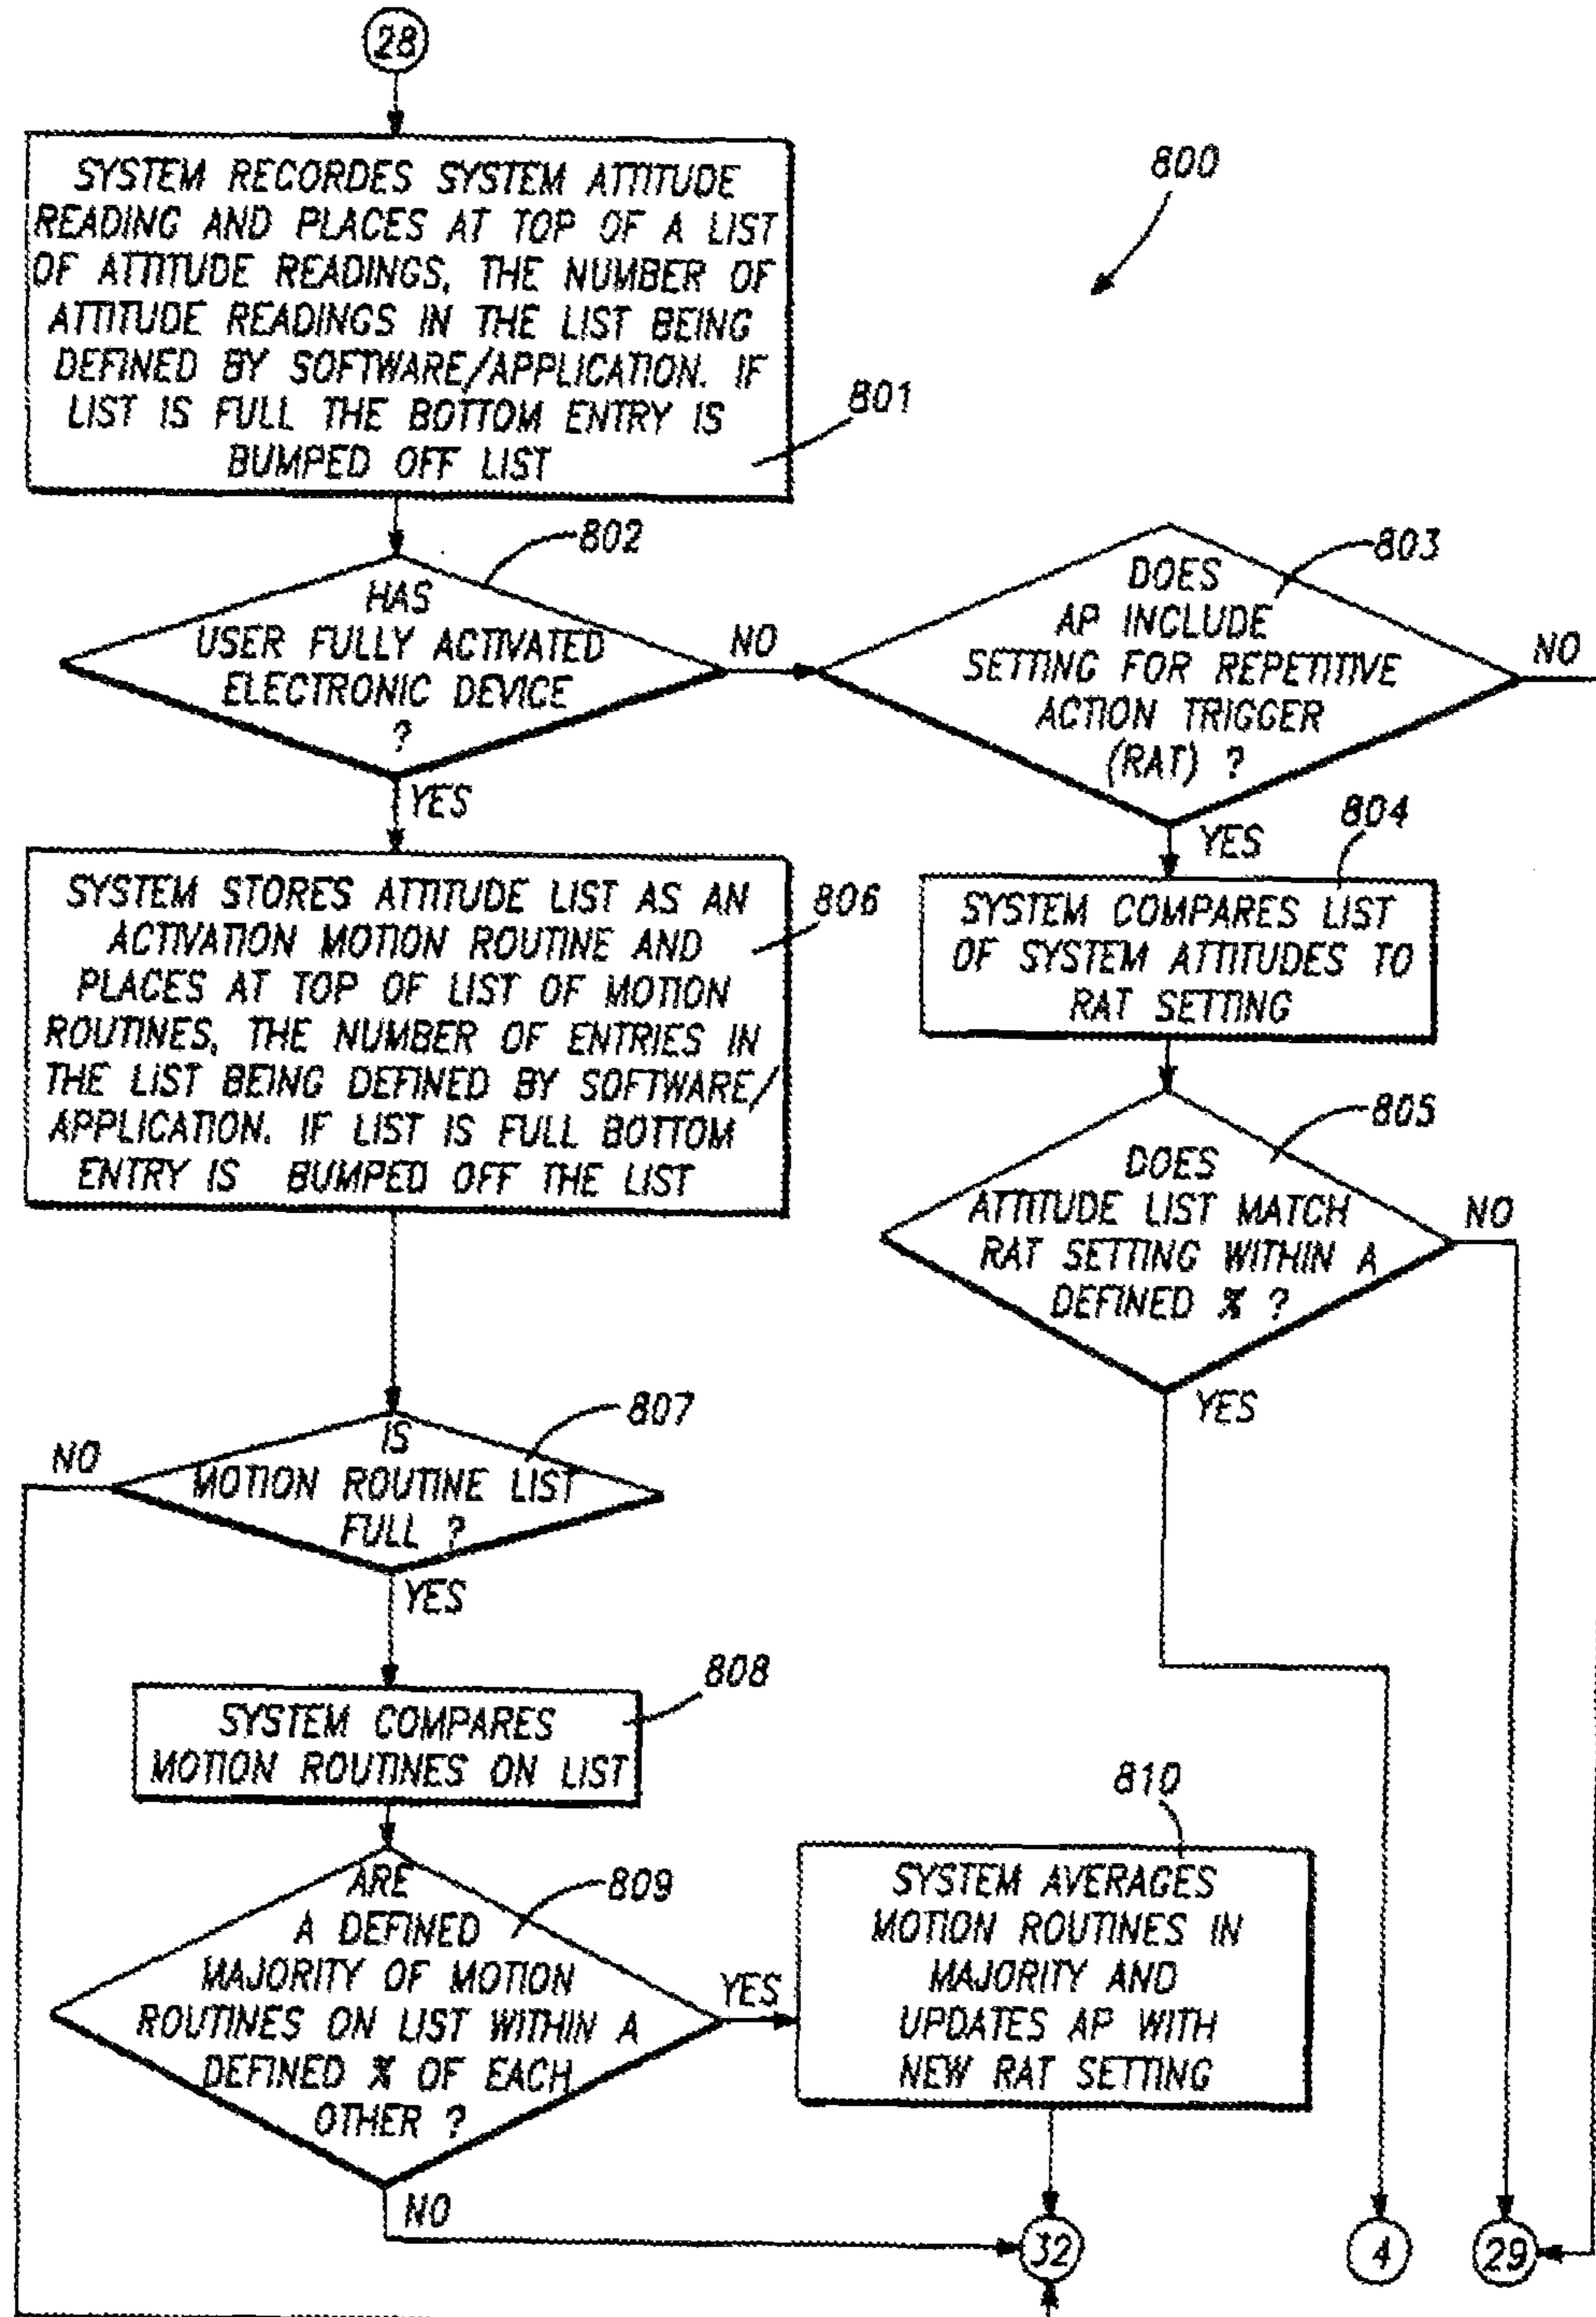 28
800
SYSTEM RECORDES SYSTEM ATTITUDE
READING AND PLACES AT TOP OF A LIST
OF ATTITUDE READINGS, THE NUMBER OF
ATTITUDE READINGS IN THE LIST BEING
DEFINED BY SOFTWARE/APPLICATION. IF
LIST IS FULL THE BOTTOM ENTRY IS
BUMPED OFF LIST
801
802
HAS
USER FULLY ACTIVATED
ELECTRONIC DEVICE
?
NO
YES
803
DOES
AP INCLUDE
SETTING FOR REPETITIVE
ACTION TRIGGER
(RAT) ?
NO
YES
804
SYSTEM COMPARES LIST
OF SYSTEM ATTITUDES TO
RAT SETTING
805
DOES
ATTITUDE LIST MATCH
RAT SETTING WITHIN A
DEFINED % ?
NO
YES
SYSTEM STORES ATTITUDE LIST AS AN
ACTIVATION MOTION ROUTINE AND
PLACES AT TOP OF LIST OF MOTION
ROUTINES, THE NUMBER OF ENTRIES IN
THE LIST BEING DEFINED BY SOFTWARE/
APPLICATION. IF LIST IS FULL BOTTOM
ENTRY IS BUMPED OFF THE LIST
806
807
IS
MOTION ROUTINE LIST
FULL ?
NO
YES
808
SYSTEM COMPARES
MOTION ROUTINES ON LIST
809
ARE
A DEFINED
MAJORITY OF MOTION
ROUTINES ON LIST WITHIN A
DEFINED % OF EACH
OTHER ?
YES
NO
810
SYSTEM AVERAGES
MOTION ROUTINES IN
MAJORITY AND
UPDATES AP WITH
NEW RAT SETTING
32
4
29